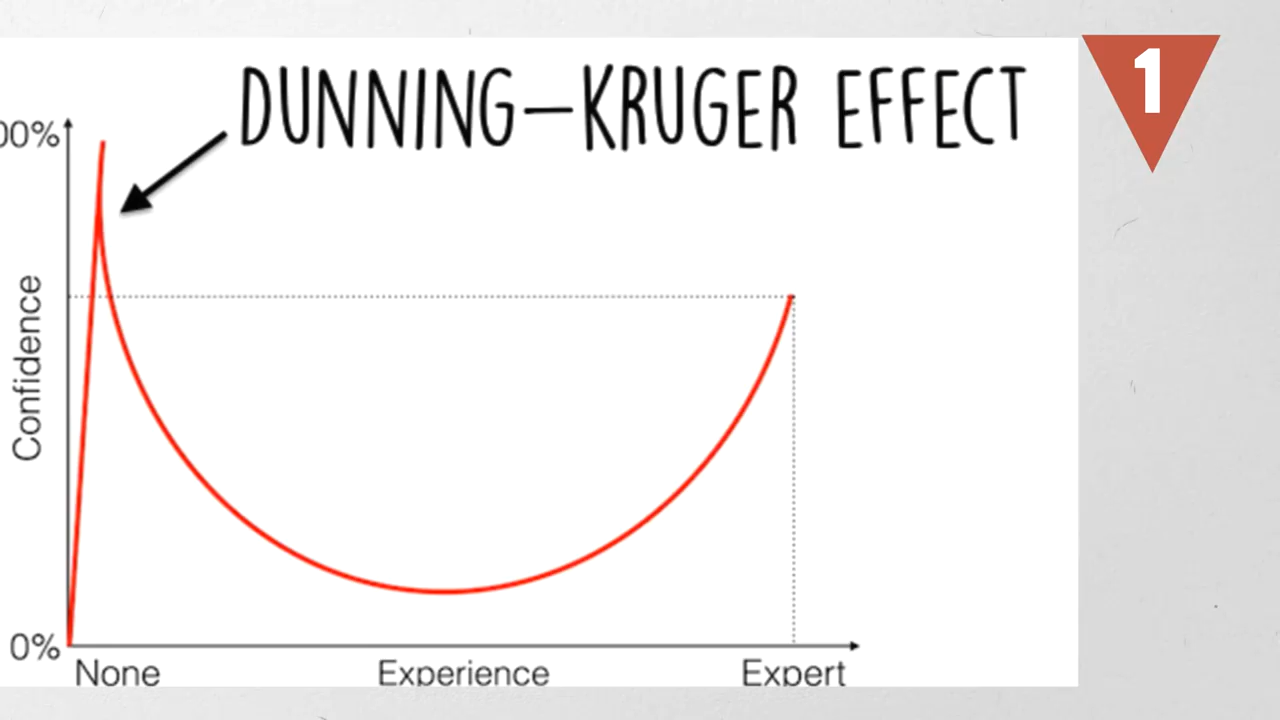 DUNNING–KRUGER EFFECT
1
00%
Confidence
0%
None
Experience
Expert